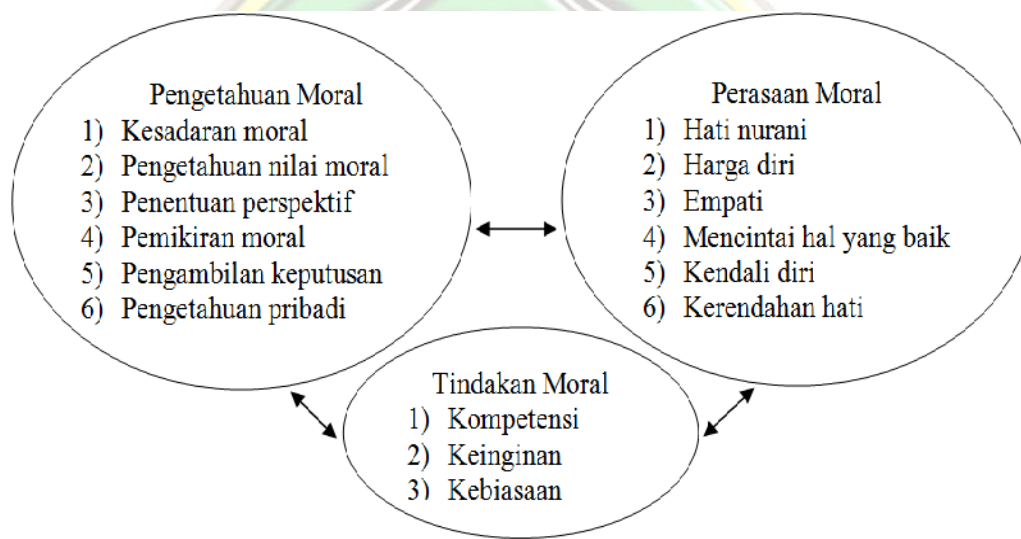 Pengetahuan Moral
1) Kesadaran moral
2) Pengetahuan nilai moral
3) Penentuan perspektif
4) Pemikiran moral
5) Pengambilan keputusan
6) Pengetahuan pribadi
Perasaan Moral
1) Hati nurani
2) Harga diri
3) Empati
4) Mencintai hal yang baik
5) Kendali diri
6) Kerendahan hati
Tindakan Moral
1) Kompetensi
2) Keinginan
3) Kebiasaan